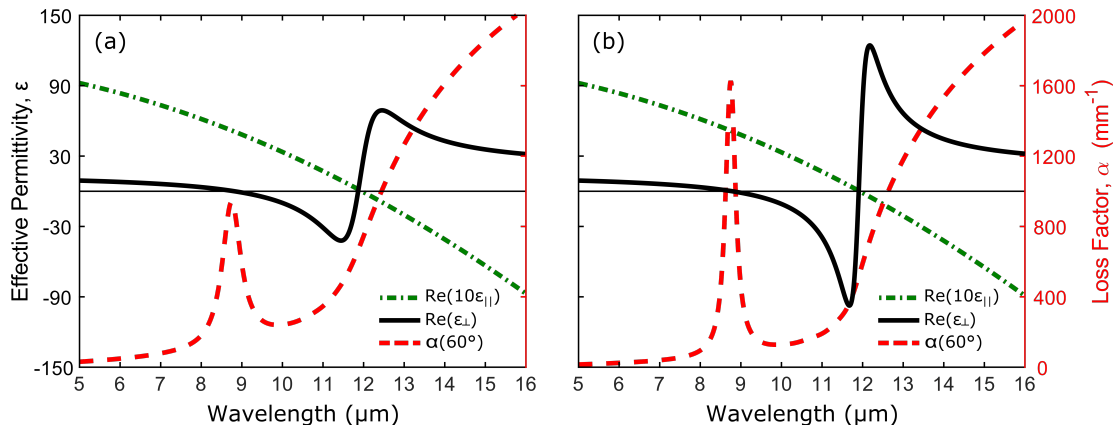 150
90
30
-30
-90
-150
Effective Permittivity, ε
(a)
Re(10ε||)
Re(ε⊥)
α(60°)
5 6 7 8 9 10 11 12 13 14 15 16
Wavelength (μm)
(b)
Re(10ε||)
Re(ε⊥)
α(60°)
5 6 7 8 9 10 11 12 13 14 15 16
Wavelength (μm)
2000
1600
1200
800
400
0
Loss Factor, α (mm⁻¹)